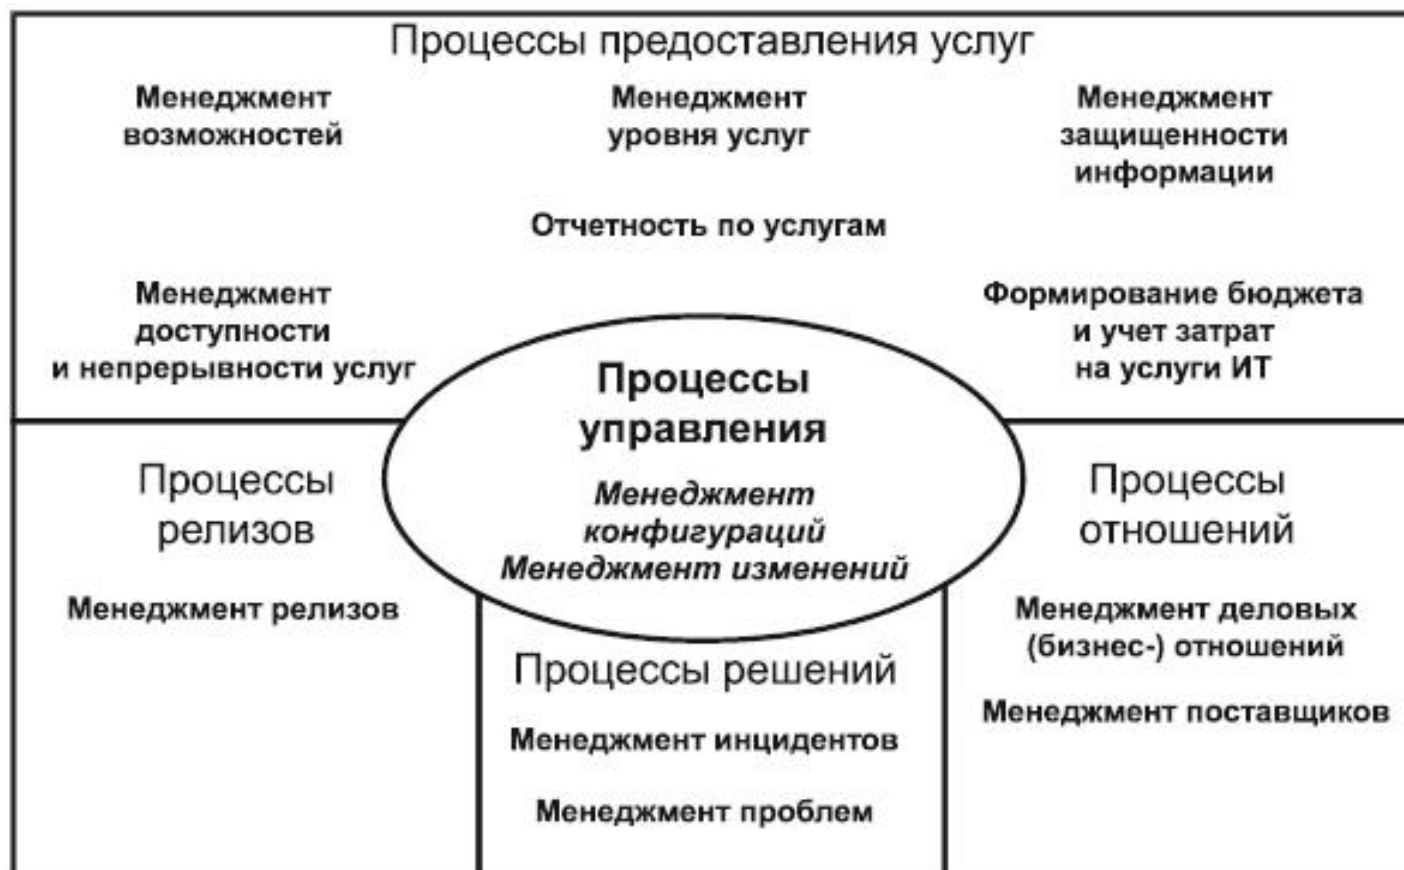 Процессы предоставления услуг
Менеджмент
возможностей
Менеджмент
уровня услуг
Менеджмент
защищенности
информации
Отчетность по услугам
Менеджмент
доступности
и непрерывности услуг
Формирование бюджета
и учет затрат
на услуги ИТ
Процессы
управления
Менеджмент
конфигураций
Менеджмент изменений
Процессы
релизов
Менеджмент релизов
Процессы решений
Менеджмент инцидентов
Менеджмент проблем
Процессы
отношений
Менеджмент деловых
(бизнес-) отношений
Менеджмент поставщиков